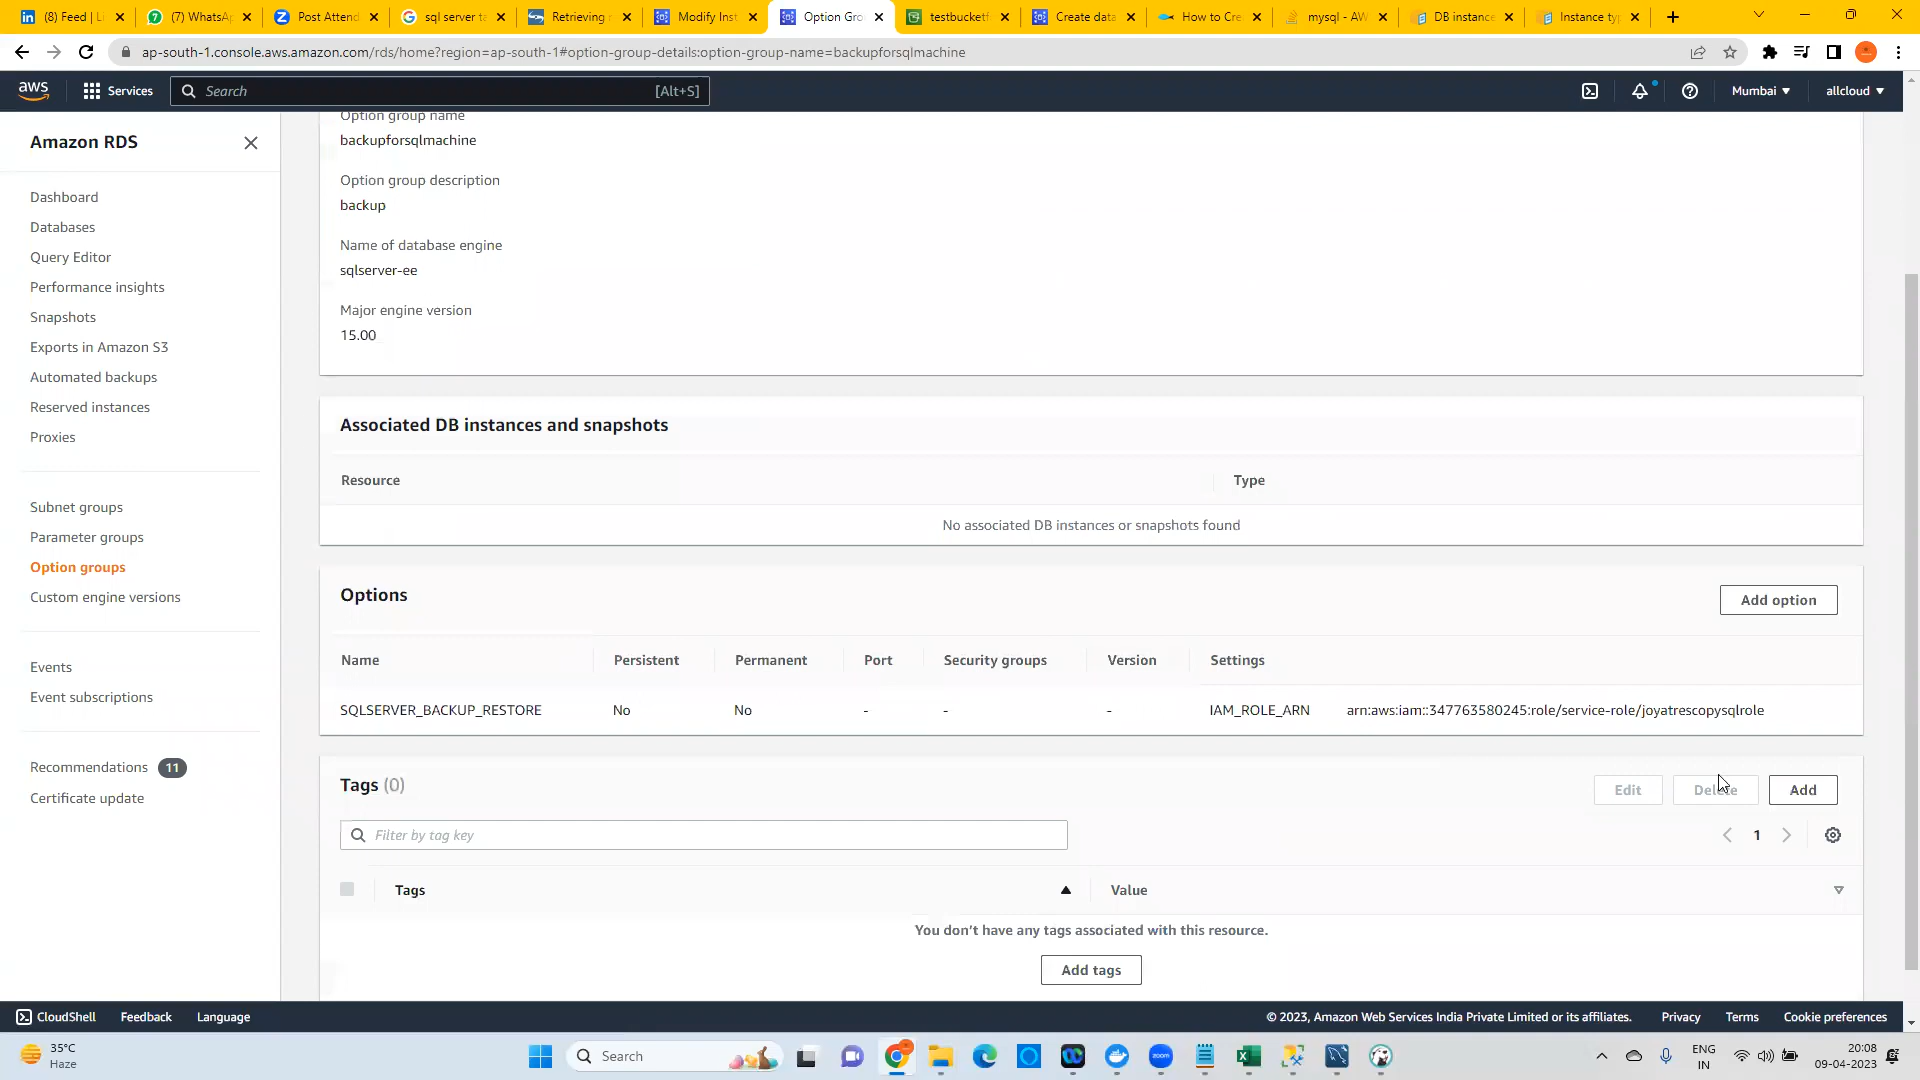 (8) Feed | Li
(7) WhatsAp
Post Attend
sql server ta
Retrieving r
Modify Inst
Option Gro
testbucketf
Create data
How to Cre
mysql - AW
DB instance
Instance typ
ap-south-1.console.aws.amazon.com/rds/home?region=ap-south-1#option-group-details:option-group-name=backupforsqlmachine
aws
Services
Search
[Alt+S]
Mumbai
allcloud
Amazon RDS
Dashboard
Databases
Query Editor
Performance insights
Snapshots
Exports in Amazon S3
Automated backups
Reserved instances
Proxies
Subnet groups
Parameter groups
Option groups
Custom engine versions
Events
Event subscriptions
Recommendations 11
Certificate update
Option group name
backupforsqlmachine
Option group description
backup
Name of database engine
sqlserver-ee
Major engine version
15.00
Associated DB instances and snapshots
Resource Type
No associated DB instances or snapshots found
Options
Add option
Name Persistent Permanent Port Security groups Version Settings
SQLSERVER_BACKUP_RESTORE No No - - - IAM_ROLE_ARN arn:aws:iam::347763580245:role/service-role/joyatrescopysqlrole
Tags (0)
Edit Delete Add
Filter by tag key
1
Tags Value
You don't have any tags associated with this resource.
Add tags
CloudShell Feedback Language
© 2023, Amazon Web Services India Private Limited or its affiliates. Privacy Terms Cookie preferences
35°C
Haze
Search
zoom
ENG
IN
20:08
09-04-2023